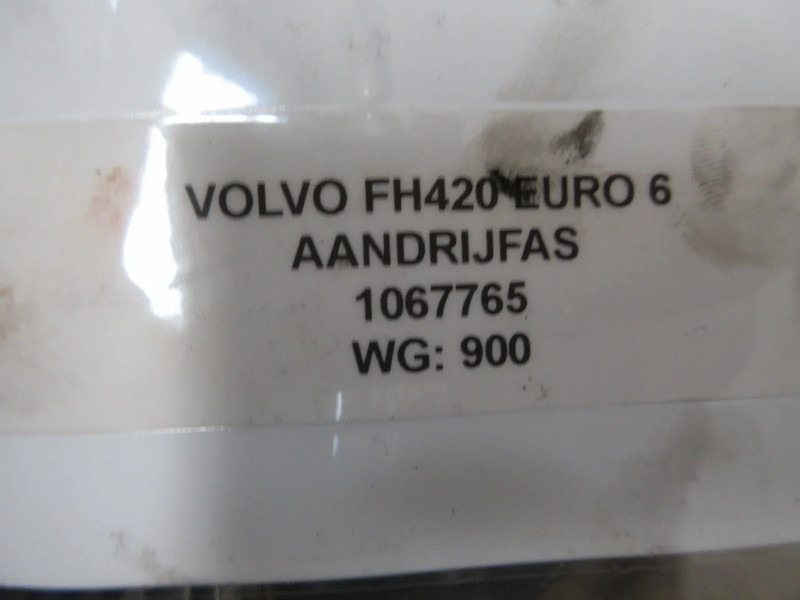 VOLVO FH420 EURO 6
AANDRIJFAS
1067765
WG: 900